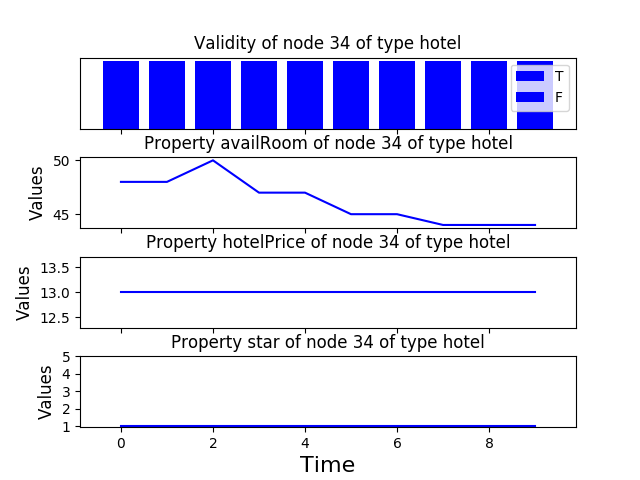 Validity of node 34 of type hotel
T
F
Property availRoom of node 34 of type hotel
50
45
Values
Property hotelPrice of node 34 of type hotel
13.5
13.0
12.5
Values
Property star of node 34 of type hotel
5
4
3
2
1
Values
0 2 4 6 8
Time